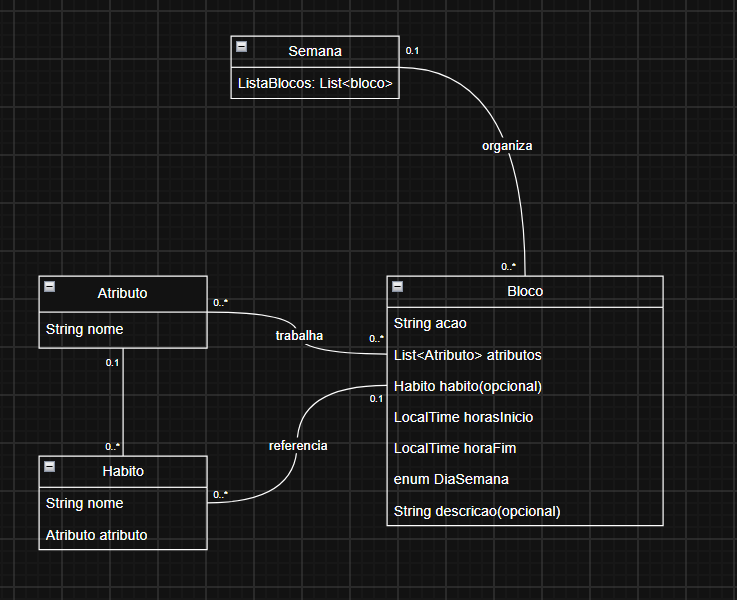 Semana
0.1
ListaBlocos: List<bloco>
organiza
0..*
Atributo
0..*
String nome
trabalha
0..*
0.1
Bloco
String acao
List<Atributo> atributos
Habito habito(opcional)
0.1
LocalTime horasInicio
LocalTime horaFim
enum DiaSemana
String descricao(opcional)
referencia
0..*
Habito
0..*
String nome
Atributo atributo